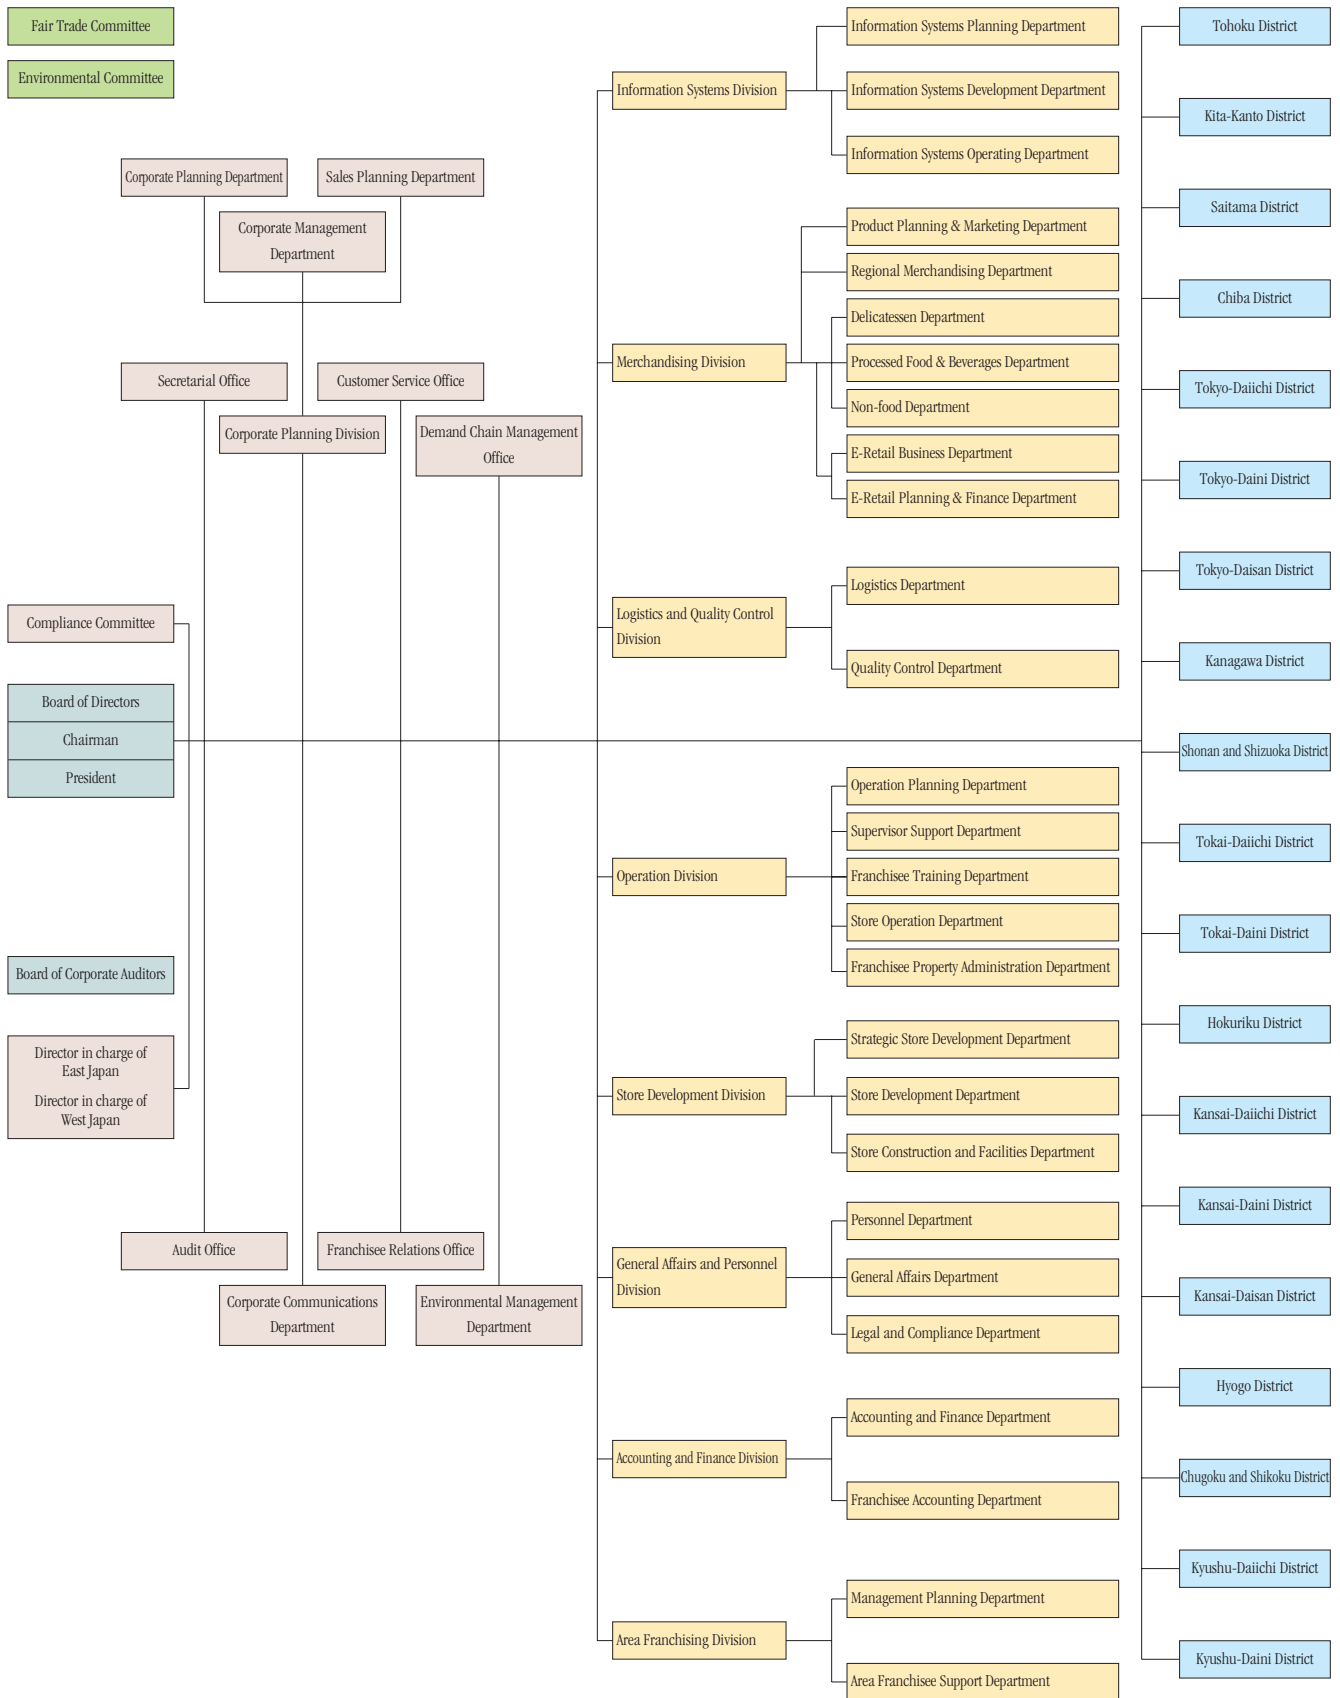 Fair Trade Committee
Environmental Committee
Corporate Planning Department
Sales Planning Department
Corporate Management
Department
Secretarial Office
Customer Service Office
Corporate Planning Division
Demand Chain Management
Office
Compliance Committee
Board of Directors
Chairman
President
Board of Corporate Auditors
Director in charge of
East Japan
Director in charge of
West Japan
Audit Office
Franchisee Relations Office
Corporate Communications
Department
Environmental Management
Department
Information Systems Division
Information Systems Planning Department
Information Systems Development Department
Information Systems Operating Department
Merchandising Division
Product Planning & Marketing Department
Regional Merchandising Department
Delicatessen Department
Processed Food & Beverages Department
Non-food Department
E-Retail Business Department
E-Retail Planning & Finance Department
Logistics and Quality Control
Division
Logistics Department
Quality Control Department
Operation Division
Operation Planning Department
Supervisor Support Department
Franchisee Training Department
Store Operation Department
Franchisee Property Administration Department
Store Development Division
Strategic Store Development Department
Store Development Department
Store Construction and Facilities Department
General Affairs and Personnel
Division
Personnel Department
General Affairs Department
Legal and Compliance Department
Accounting and Finance Division
Accounting and Finance Department
Franchisee Accounting Department
Area Franchising Division
Management Planning Department
Area Franchisee Support Department
Tohoku District
Kita-Kanto District
Saitama District
Chiba District
Tokyo-Daiichi District
Tokyo-Daini District
Tokyo-Daisan District
Kanagawa District
Shonan and Shizuoka District
Tokai-Daiichi District
Tokai-Daini District
Hokuriku District
Kansai-Daiichi District
Kansai-Daini District
Kansai-Daisan District
Hyogo District
Chugoku and Shikoku District
Kyushu-Daiichi District
Kyushu-Daini District